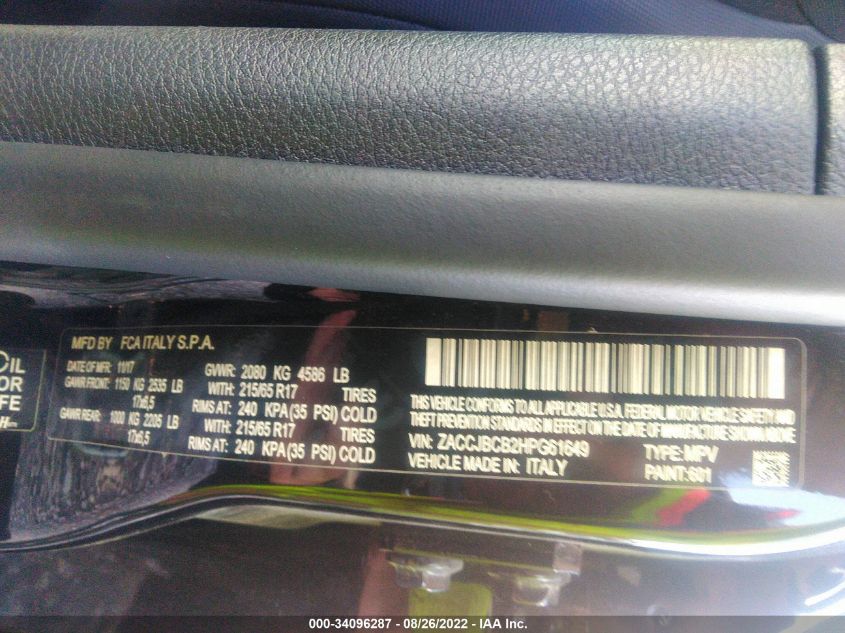 MFD BY FCA ITALY S.P.A.
DATE OF MFR: 11/17 GVWR: 2080 KG 4586 LB
GAWR FRONT: 1150 KG 2535 LB WITH: 215/65 R17 TIRES
17x6,5 RIMS AT: 240 KPA(35 PSI) COLD
GAWR REAR: 1000 KG 2205 LB WITH: 215/65 R17 TIRES
17x6,5 RIMS AT: 240 KPA(35 PSI) COLD
THIS VEHICLE CONFORMS TO ALL APPLICABLE U.S.A. FEDERAL MOTOR VEHICLE SAFETY AND
THEFT PREVENTION STANDARDS IN EFFECT ON THE DATE OF MANUFACTURE SHOWN ABOVE.
VIN: ZACCJBCB2HPG61649 TYPE: MPV
VEHICLE MADE IN: ITALY PAINT: 601
OIL
OR
FE
000-34096287 - 08/26/2022 - IAA Inc.